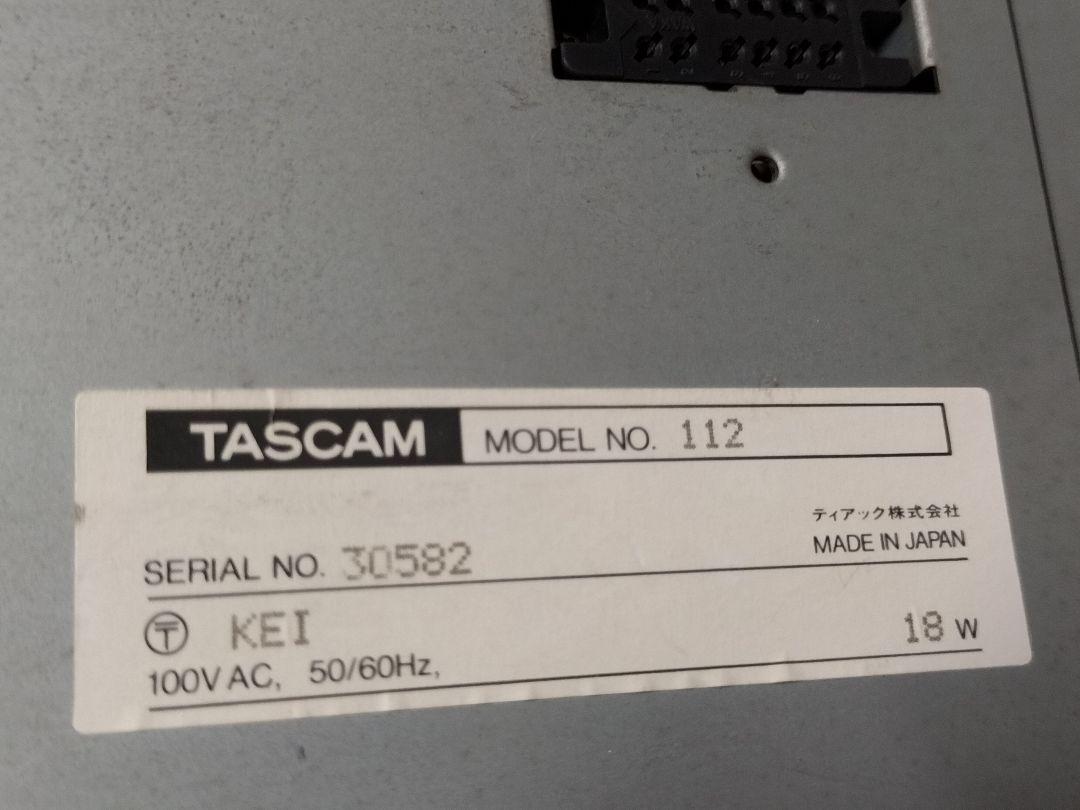 TASCAM MODEL NO. 112
ティアック株式会社
SERIAL NO. 30582 MADE IN JAPAN
〒 KEI 18 W
100V AC, 50/60Hz,